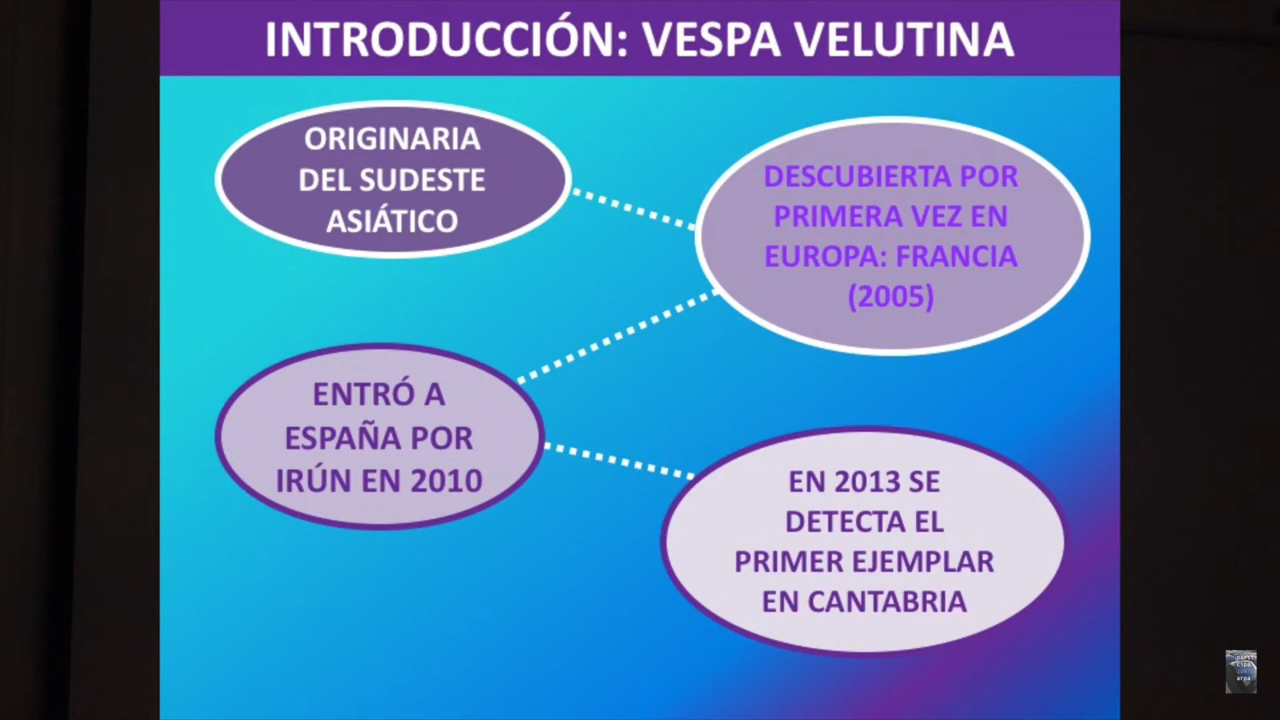 INTRODUCCIÓN: VESPA VELUTINA
ORIGINARIA
DEL SUDESTE
ASIÁTICO
DESCUBIERTA POR
PRIMERA VEZ EN
EUROPA: FRANCIA
(2005)
ENTRÓ A
ESPAÑA POR
IRÚN EN 2010
EN 2013 SE
DETECTA EL
PRIMER EJEMPLAR
EN CANTABRIA